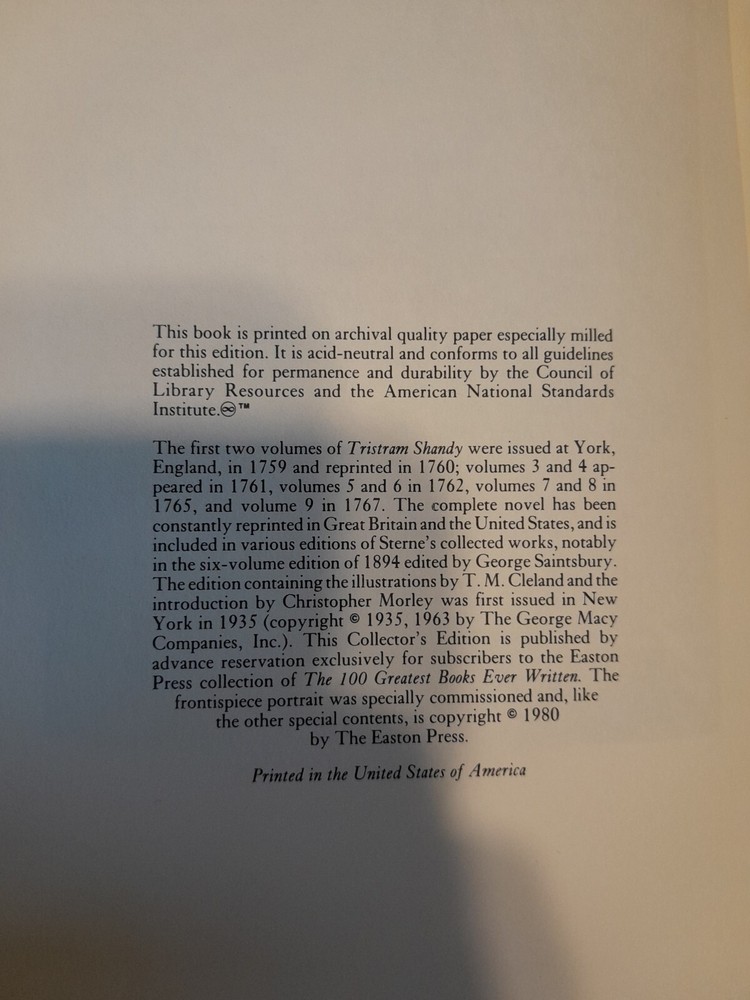 This book is printed on archival quality paper especially milled
for this edition. It is acid-neutral and conforms to all guidelines
established for permanence and durability by the Council of
Library Resources and the American National Standards
Institute.♾™
The first two volumes of Tristram Shandy were issued at York,
England, in 1759 and reprinted in 1760; volumes 3 and 4 ap-
peared in 1761, volumes 5 and 6 in 1762, volumes 7 and 8 in
1765, and volume 9 in 1767. The complete novel has been
constantly reprinted in Great Britain and the United States, and is
included in various editions of Sterne's collected works, notably
in the six-volume edition of 1894 edited by George Saintsbury.
The edition containing the illustrations by T. M. Cleland and the
introduction by Christopher Morley was first issued in New
York in 1935 (copyright © 1935, 1963 by The George Macy
Companies, Inc.). This Collector's Edition is published by
advance reservation exclusively for subscribers to the Easton
Press collection of The 100 Greatest Books Ever Written. The
frontispiece portrait was specially commissioned and, like
the other special contents, is copyright © 1980
by The Easton Press.
Printed in the United States of America